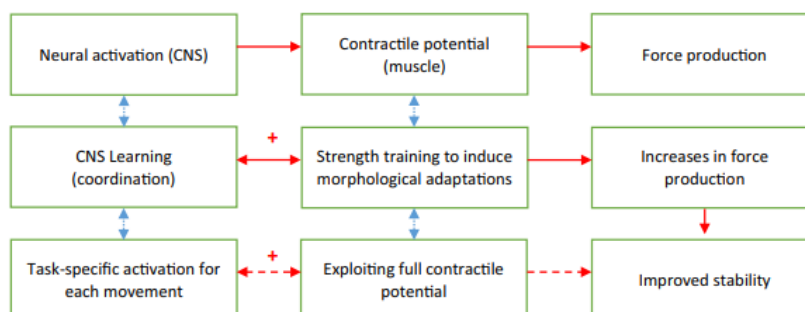 Neural activation (CNS)
Contractile potential
(muscle)
Force production
+
CNS Learning
(coordination)
Strength training to induce
morphological adaptations
Increases in force
production
+
Task-specific activation for
each movement
Exploiting full contractile
potential
Improved stability